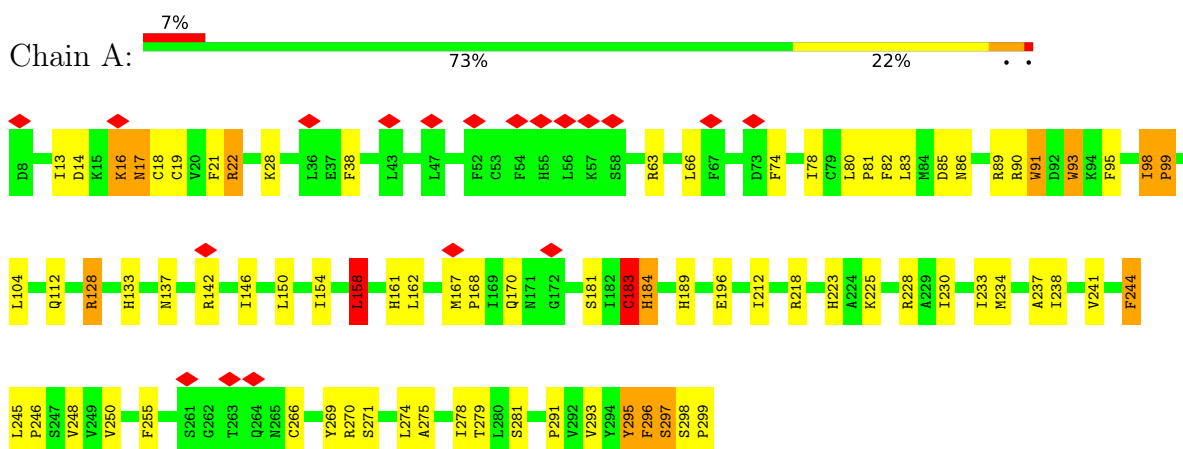 7%
Chain A:
73% 22% • •
D8 I13 D14 K15 K16 N17 C18 C19 V20 F21 R22 K28 L36 E37 F38 L43 L47 F52 C53 F54 H55 L56 K57 S58 R63 L66 F67 D73 F74 I78 C79 L80 P81 F82 L83 M84 D85 N86 R89 R90 W91 D92 W93 K94 F95 I98 P99
L104 Q112 R128 H133 N137 R142 I146 L150 I154 L158 H161 L162 M167 P168 I169 Q170 N171 G172 S181 I182 C183 H184 H189 E196 I212 R218 H223 A224 K225 R228 A229 I230 I233 M234 A237 I238 V241 F244
L245 P246 S247 V248 V249 V250 F255 S261 G262 T263 Q264 N265 C266 Y269 R270 S271 L274 A275 I278 T279 L280 S281 P291 V292 V293 Y294 Y295 F296 S297 S298 P299